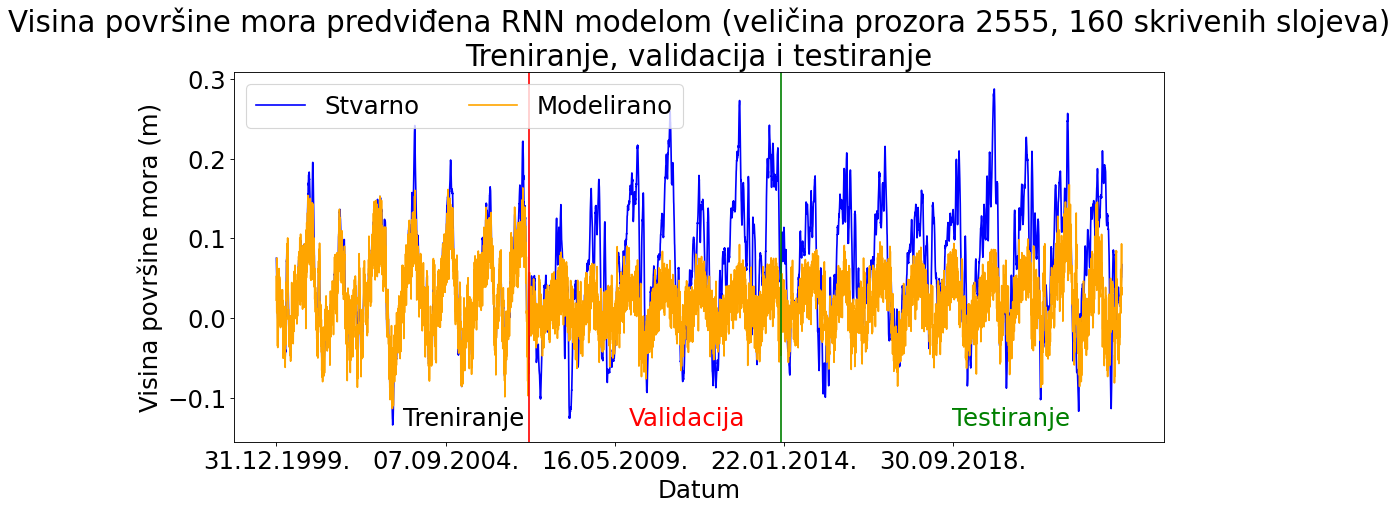 Visina površine mora predviđena RNN modelom (veličina prozora 2555, 160 skrivenih slojeva)
Treniranje, validacija i testiranje
Stvarno Modelirano
Visina površine mora (m)
0.3
0.2
0.1
0.0
−0.1
Treniranje Validacija Testiranje
31.12.1999. 07.09.2004. 16.05.2009. 22.01.2014. 30.09.2018.
Datum